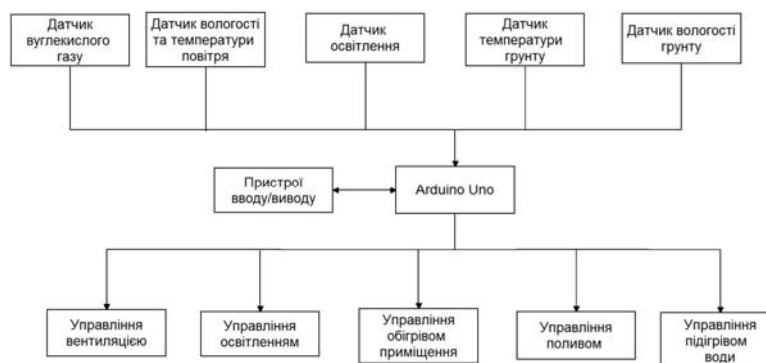 Датчик
вуглекислого
газу
Датчик вологості
та температури
повітря
Датчик
освітлення
Датчик
температури
грунту
Датчик вологості
грунту
Пристрої
вводу/виводу
Arduino Uno
Управління
вентиляцією
Управління
освітленням
Управління
обігрівом
приміщення
Управління
поливом
Управління
підігрівом
води